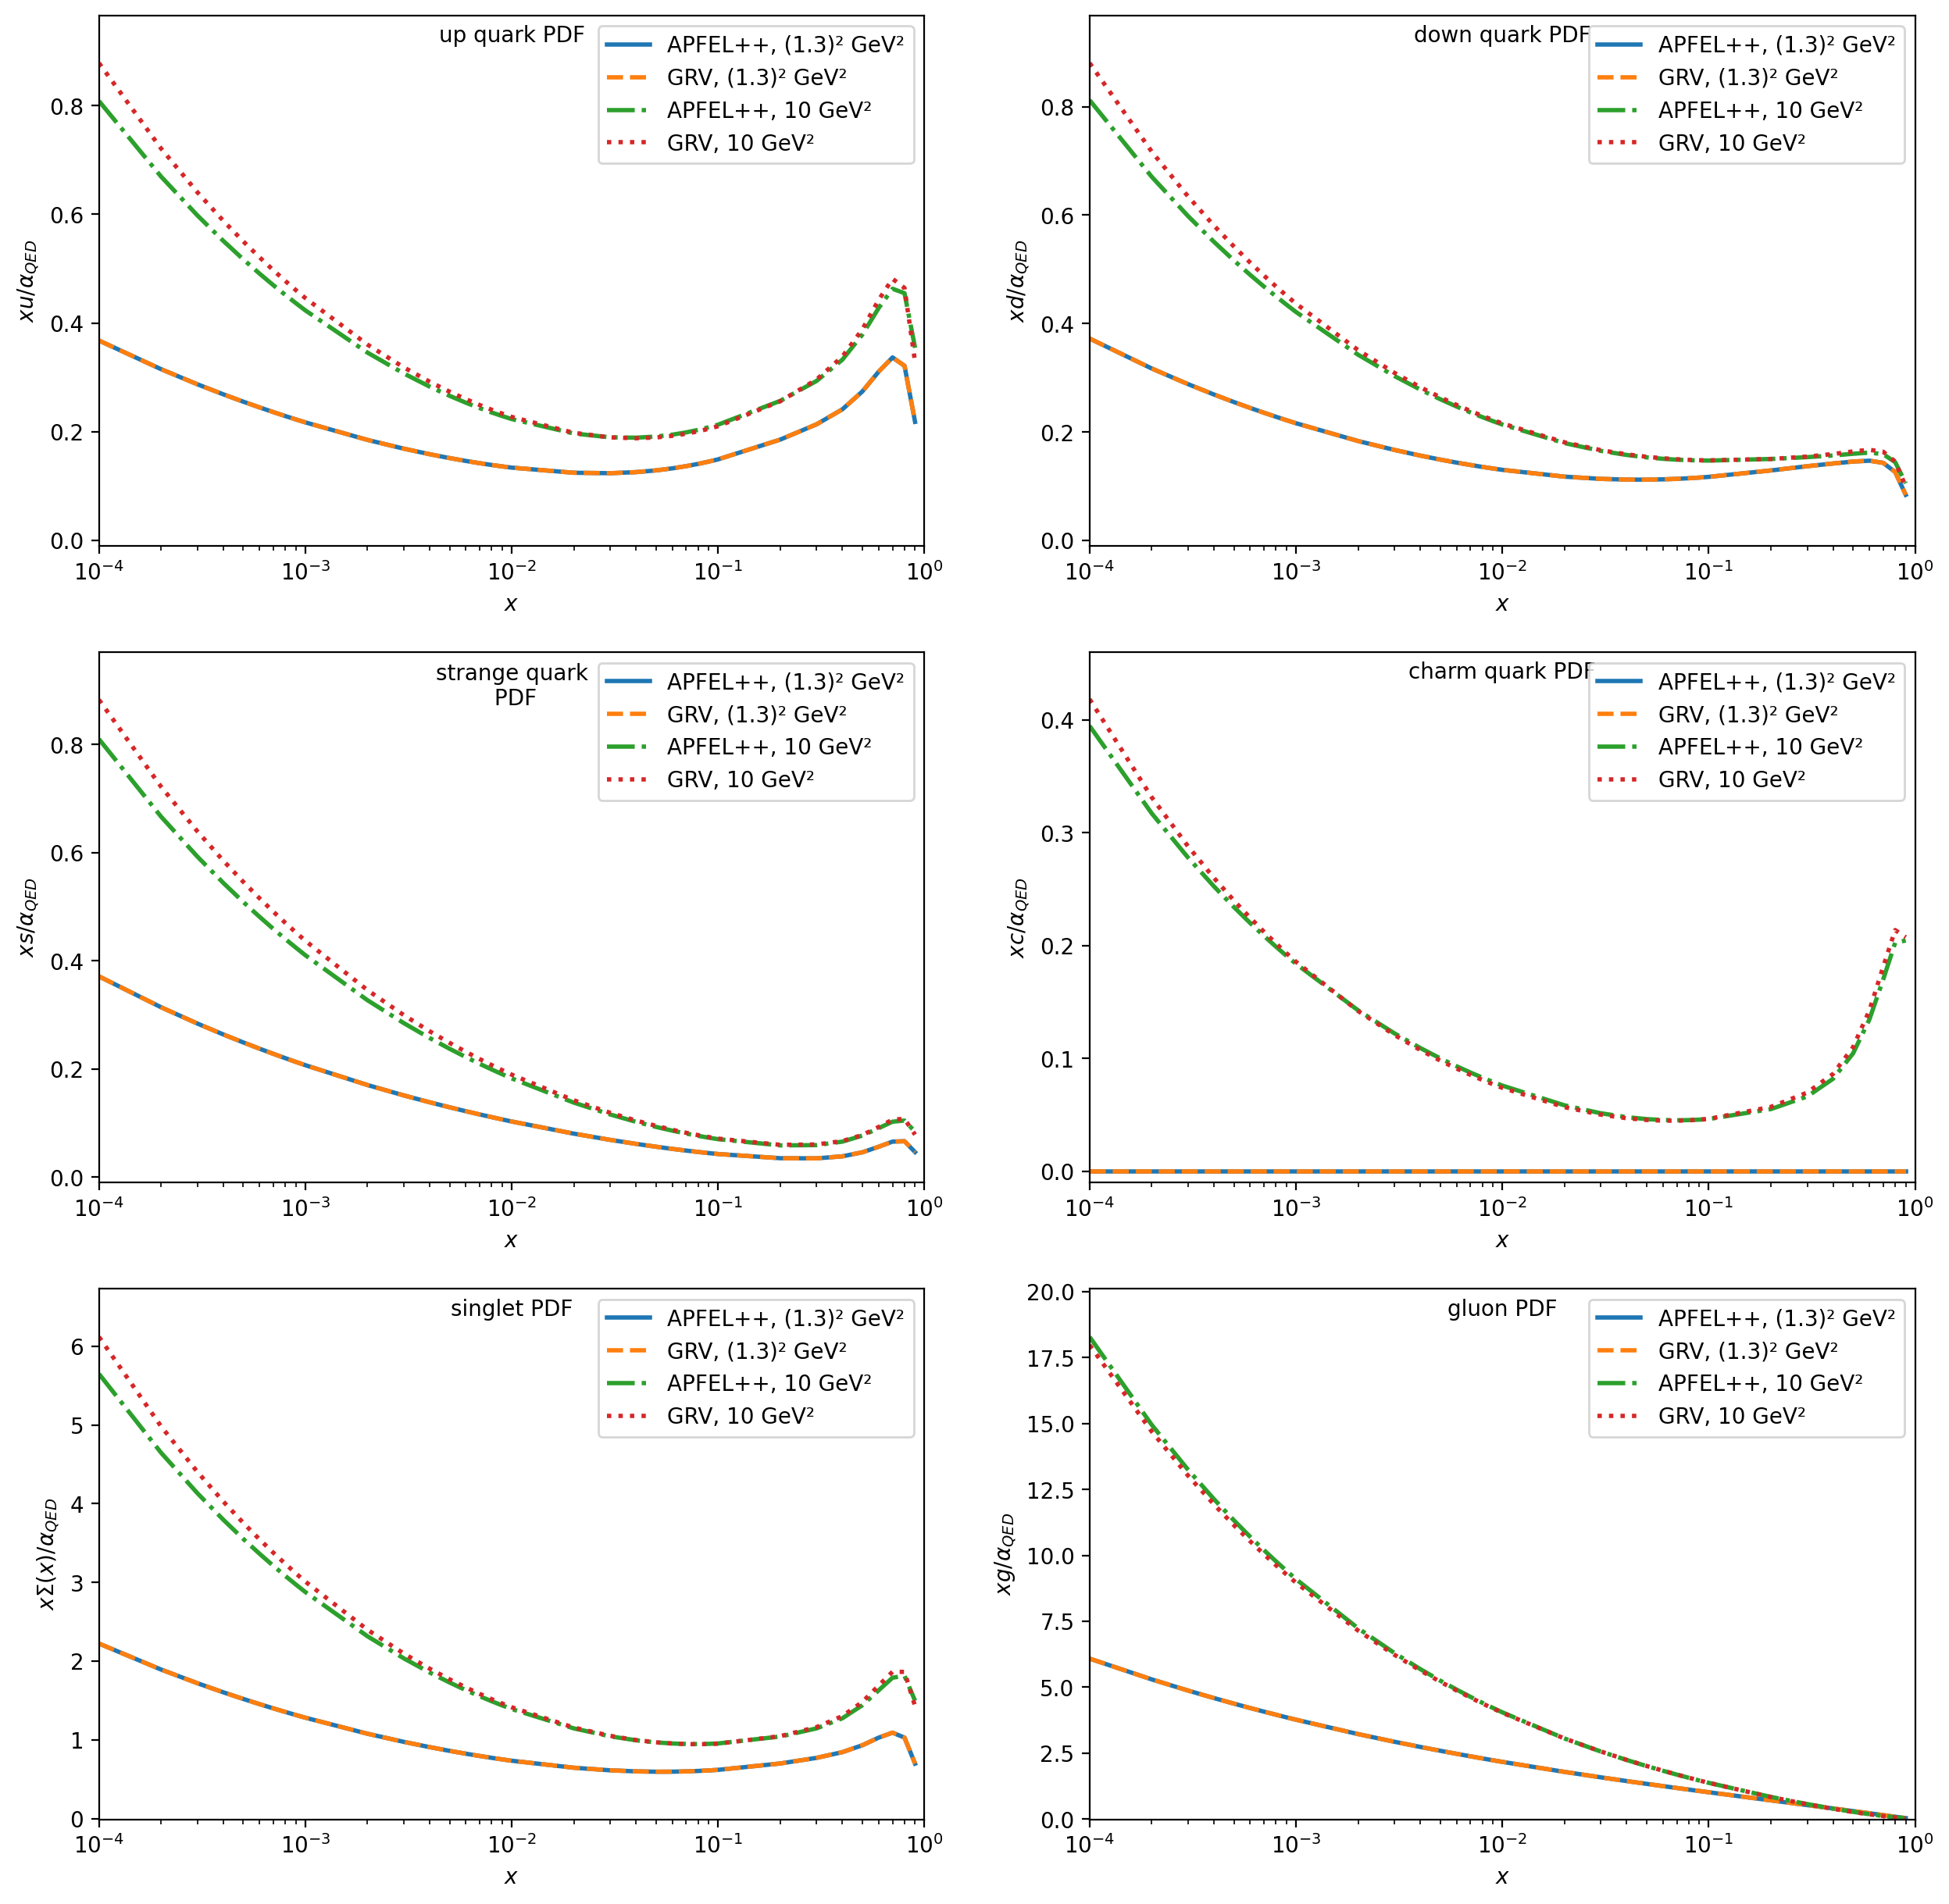 up quark PDF
APFEL++, (1.3)² GeV²
GRV, (1.3)² GeV²
APFEL++, 10 GeV²
GRV, 10 GeV²
0.8
0.6
0.4
0.2
0.0
xu/α_QED
10⁻⁴ 10⁻³ 10⁻² 10⁻¹ 10⁰
x
down quark PDF
APFEL++, (1.3)² GeV²
GRV, (1.3)² GeV²
APFEL++, 10 GeV²
GRV, 10 GeV²
0.8
0.6
0.4
0.2
0.0
xd/α_QED
10⁻⁴ 10⁻³ 10⁻² 10⁻¹ 10⁰
x
strange quark
PDF
APFEL++, (1.3)² GeV²
GRV, (1.3)² GeV²
APFEL++, 10 GeV²
GRV, 10 GeV²
0.8
0.6
0.4
0.2
0.0
xs/α_QED
10⁻⁴ 10⁻³ 10⁻² 10⁻¹ 10⁰
x
charm quark PDF
APFEL++, (1.3)² GeV²
GRV, (1.3)² GeV²
APFEL++, 10 GeV²
GRV, 10 GeV²
0.4
0.3
0.2
0.1
0.0
xc/α_QED
10⁻⁴ 10⁻³ 10⁻² 10⁻¹ 10⁰
x
singlet PDF
APFEL++, (1.3)² GeV²
GRV, (1.3)² GeV²
APFEL++, 10 GeV²
GRV, 10 GeV²
6
5
4
3
2
1
0
xΣ(x)/α_QED
10⁻⁴ 10⁻³ 10⁻² 10⁻¹ 10⁰
x
gluon PDF
APFEL++, (1.3)² GeV²
GRV, (1.3)² GeV²
APFEL++, 10 GeV²
GRV, 10 GeV²
20.0
17.5
15.0
12.5
10.0
7.5
5.0
2.5
0.0
xg/α_QED
10⁻⁴ 10⁻³ 10⁻² 10⁻¹ 10⁰
x